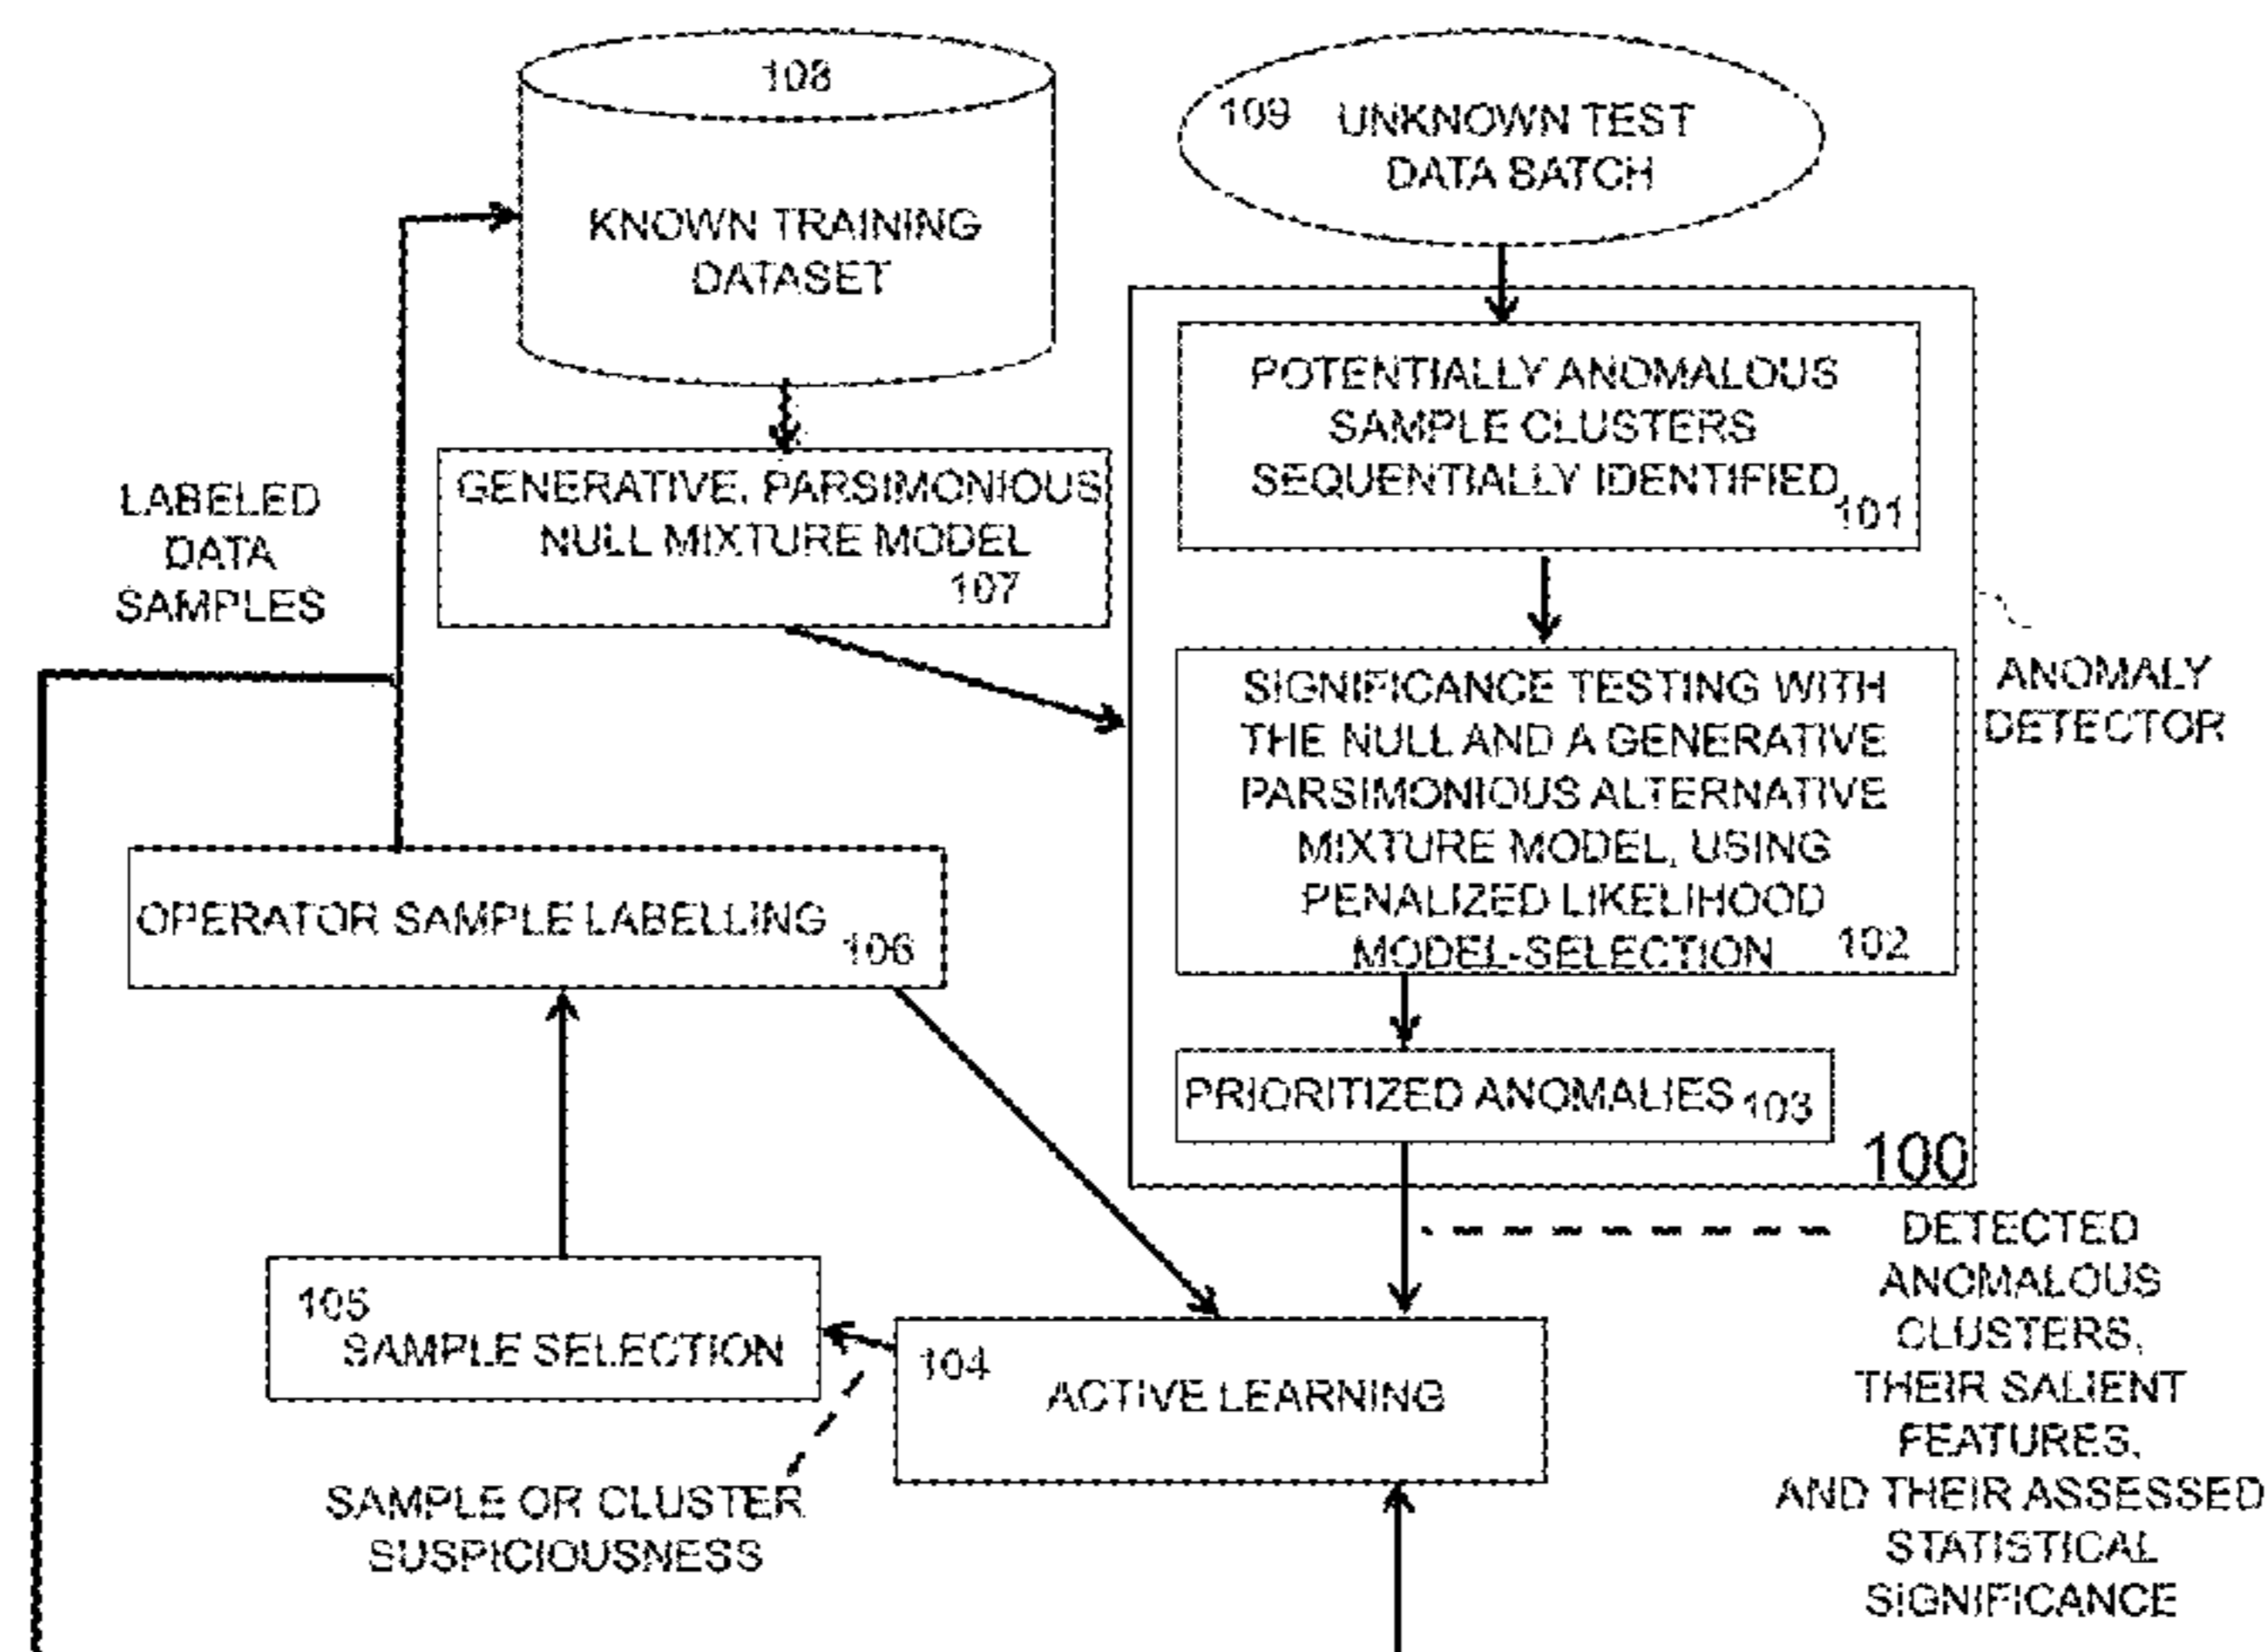 108
KNOWN TRAINING
DATASET
109 UNKNOWN TEST
DATA BATCH
POTENTIALLY ANOMALOUS
SAMPLE CLUSTERS
SEQUENTIALLY IDENTIFIED
101
GENERATIVE, PARSIMONIOUS
NULL MIXTURE MODEL
107
LABELED
DATA
SAMPLES
SIGNIFICANCE TESTING WITH
THE NULL AND A GENERATIVE
PARSIMONIOUS ALTERNATIVE
MIXTURE MODEL, USING
PENALIZED LIKELIHOOD
MODEL-SELECTION 102
ANOMALY
DETECTOR
OPERATOR SAMPLE LABELLING 106
PRIORITIZED ANOMALIES 103
100
DETECTED
ANOMALOUS
CLUSTERS,
THEIR SALIENT
FEATURES,
AND THEIR ASSESSED
STATISTICAL
SIGNIFICANCE
105
SAMPLE SELECTION
104
ACTIVE LEARNING
SAMPLE OR CLUSTER
SUSPICIOUSNESS